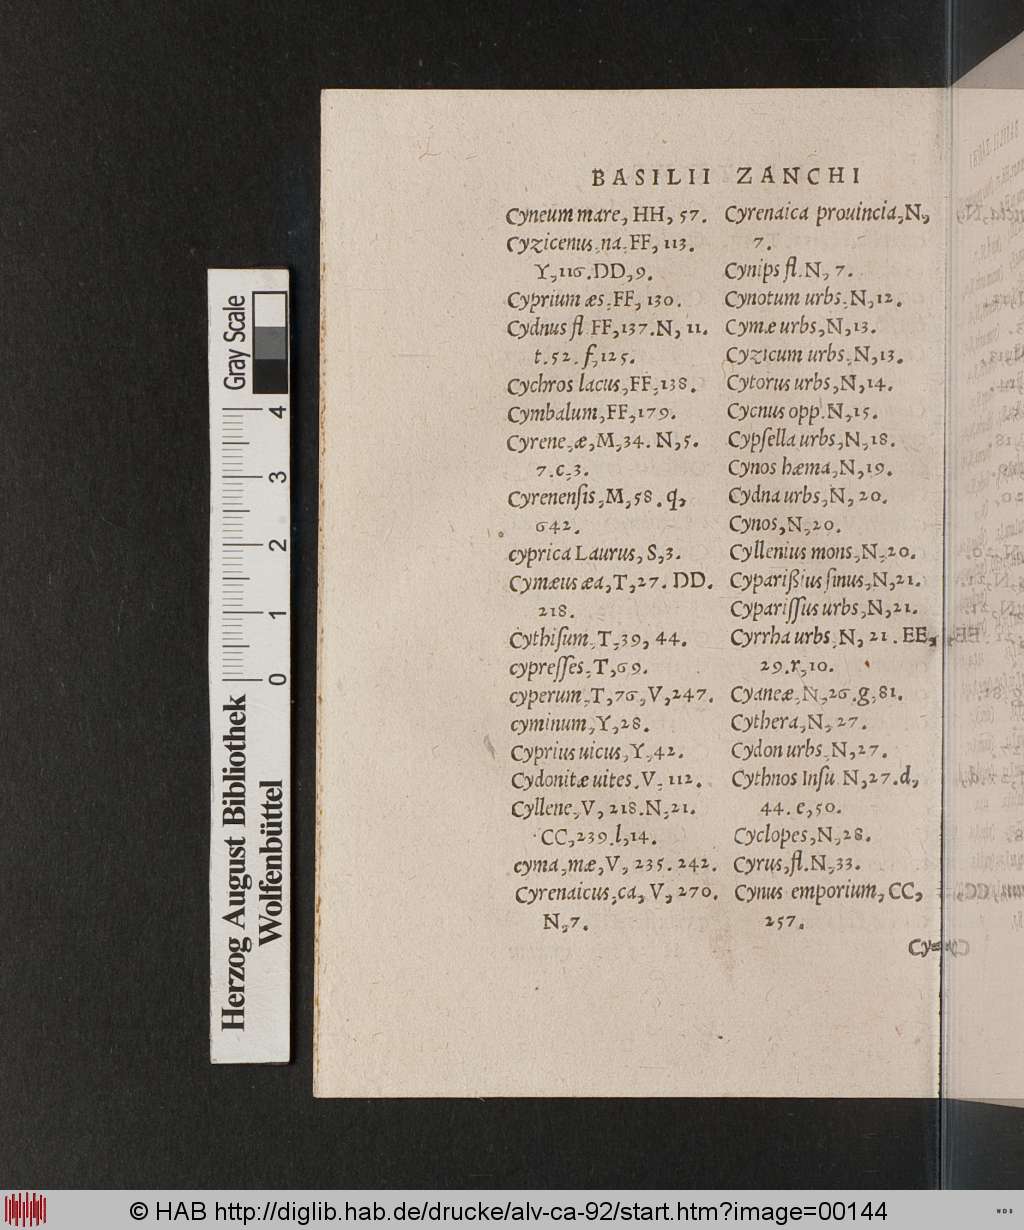 BASILII ZANCHI
Cyneum mare, HH, 57.
Cyzicenus, na, FF, 113.
Y, 116. DD, 9.
Cyprium æs, FF, 130.
Cydnus fl FF, 137. N, 11.
t. 52. f, 125.
Cychros lacus, FF, 138.
Cymbalum, FF, 179.
Cyrene, æ, M, 34. N, 5.
7. c, 3.
Cyrenenſis, M, 58. q,
642.
cyprica Laurus, S, 3.
Cymæus æa, T, 27. DD.
218.
Cythiſum, T, 39, 44.
cypreſſes, T, 69.
cyperum, T, 76, V, 247.
cyminum, Y, 28.
Cyprius uicus, Y, 42.
Cydonitæ uites, V, 112.
Cyllene, V, 218. N, 21.
CC, 239. l, 14.
cyma, mæ, V, 235. 242.
Cyrenaicus, ca, V, 270.
N, 7.
Cyrenaica prouincia, N,
7.
Cynips fl. N, 7.
Cynotum urbs, N, 12.
Cymæ urbs, N, 13.
Cyzicum urbs, N, 13.
Cytorus urbs, N, 14.
Cycnus opp. N, 15.
Cypſella urbs, N, 18.
Cynos hæma, N, 19.
Cydna urbs, N, 20.
Cynos, N, 20.
Cyllenius mons, N, 20.
Cypariſsius ſinus, N, 21.
Cypariſſus urbs, N, 21.
Cyrrha urbs, N, 21. EE,
29. r, 10.
Cyaneæ, N, 26. g, 81.
Cythera, N, 27.
Cydon urbs, N, 27.
Cythnos Inſu N, 27. d,
44. e, 50.
Cyclopes, N, 28.
Cyrus, fl. N, 33.
Cynus emporium, CC,
257.
Herzog August Bibliothek
Wolfenbüttel
0 1 2 3 4
Gray Scale
© HAB http://diglib.hab.de/drucke/alv-ca-92/start.htm?image=00144